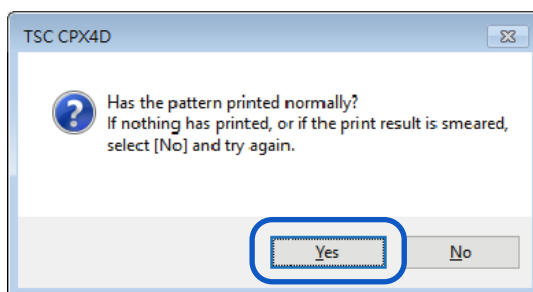 TSC CPX4D
Has the pattern printed normally?
If nothing has printed, or if the print result is smeared,
select [No] and try again.
Yes No